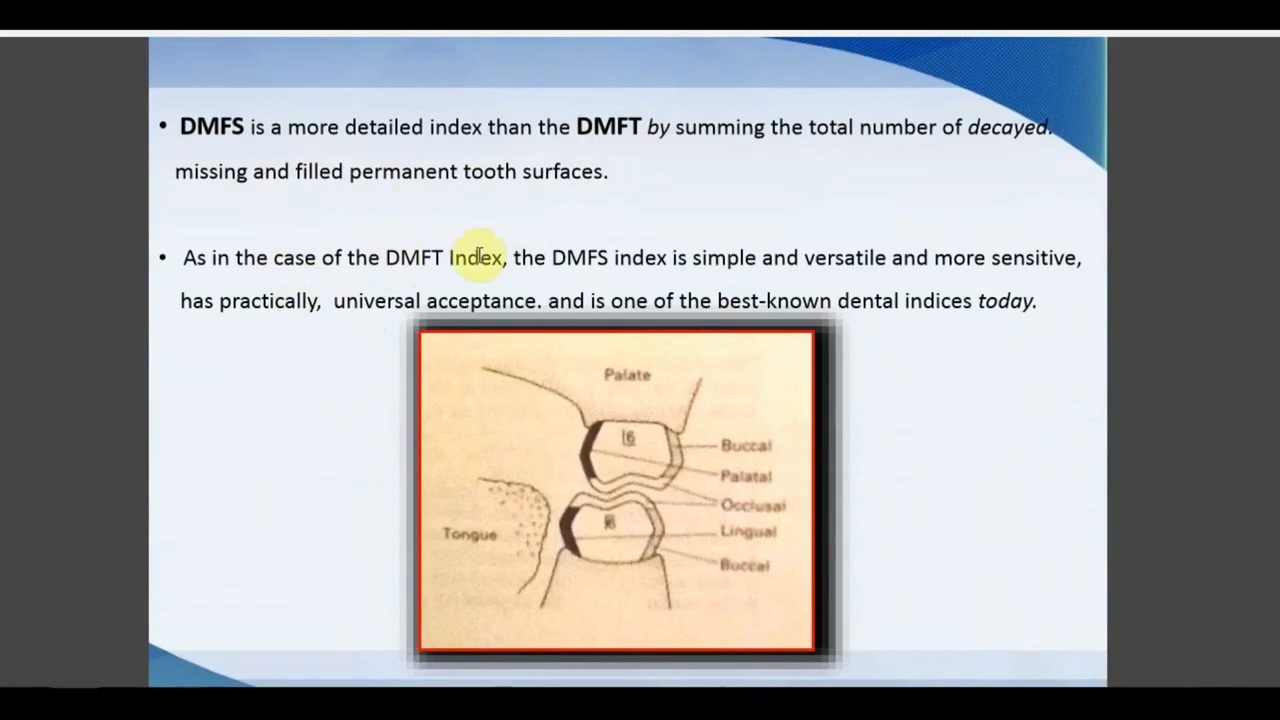 • DMFS is a more detailed index than the DMFT by summing the total number of decayed.
missing and filled permanent tooth surfaces.
• As in the case of the DMFT Index, the DMFS index is simple and versatile and more sensitive,
has practically, universal acceptance. and is one of the best-known dental indices today.
Palate
6
Buccal
Palatal
Occlusal
Tongue
6
Lingual
Buccal